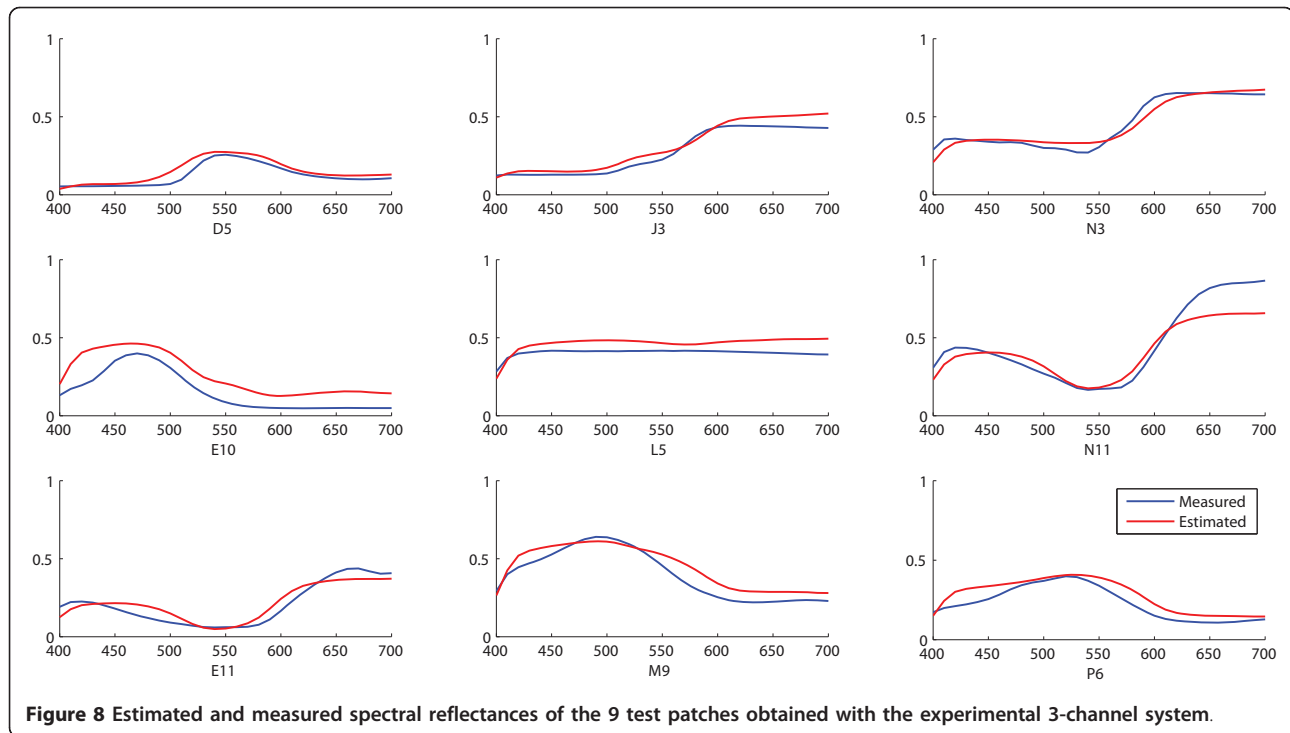 1
0.5
0
400 450 500 550 600 650 700
D5
1
0.5
0
400 450 500 550 600 650 700
J3
1
0.5
0
400 450 500 550 600 650 700
N3
1
0.5
0
400 450 500 550 600 650 700
E10
1
0.5
0
400 450 500 550 600 650 700
L5
1
0.5
0
400 450 500 550 600 650 700
N11
1
0.5
0
400 450 500 550 600 650 700
E11
1
0.5
0
400 450 500 550 600 650 700
M9
1
0.5
0
400 450 500 550 600 650 700
P6
Measured
Estimated
Figure 8 Estimated and measured spectral reflectances of the 9 test patches obtained with the experimental 3-channel system.